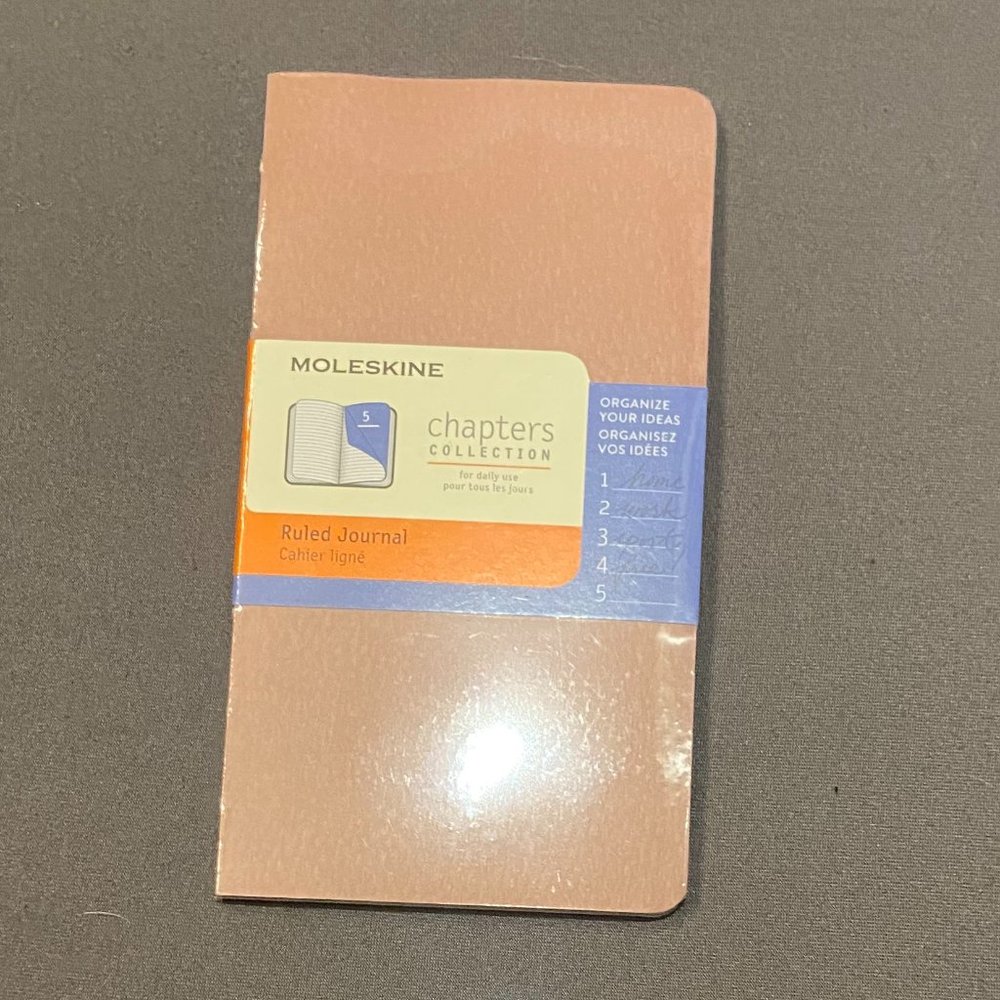 MOLESKINE
5
chapters
COLLECTION
for daily use
pour tous les jours
Ruled Journal
Cahier ligné
ORGANIZE
YOUR IDEAS
ORGANISEZ
VOS IDÉES
1 home
2 work
3
4
5